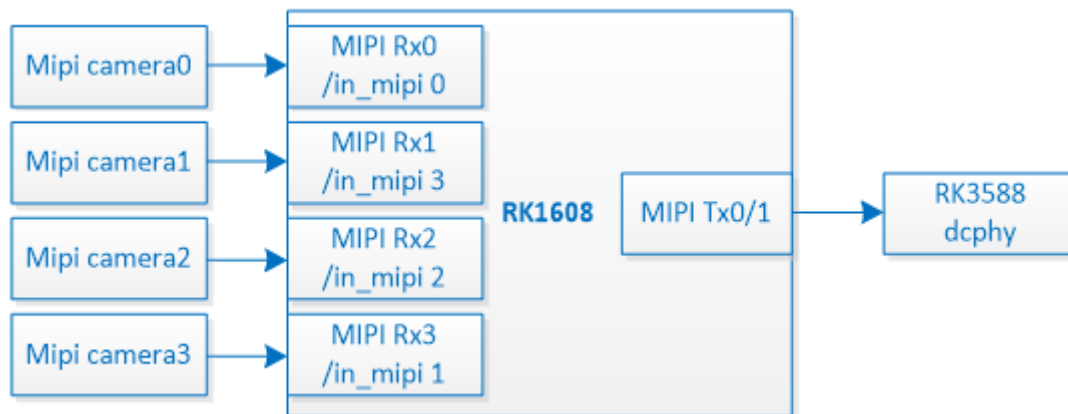 Mipi camera0
MIPI Rx0
/in_mipi 0
Mipi camera1
MIPI Rx1
/in_mipi 3
RK1608
MIPI Tx0/1
RK3588
dcphy
Mipi camera2
MIPI Rx2
/in_mipi 2
Mipi camera3
MIPI Rx3
/in_mipi 1